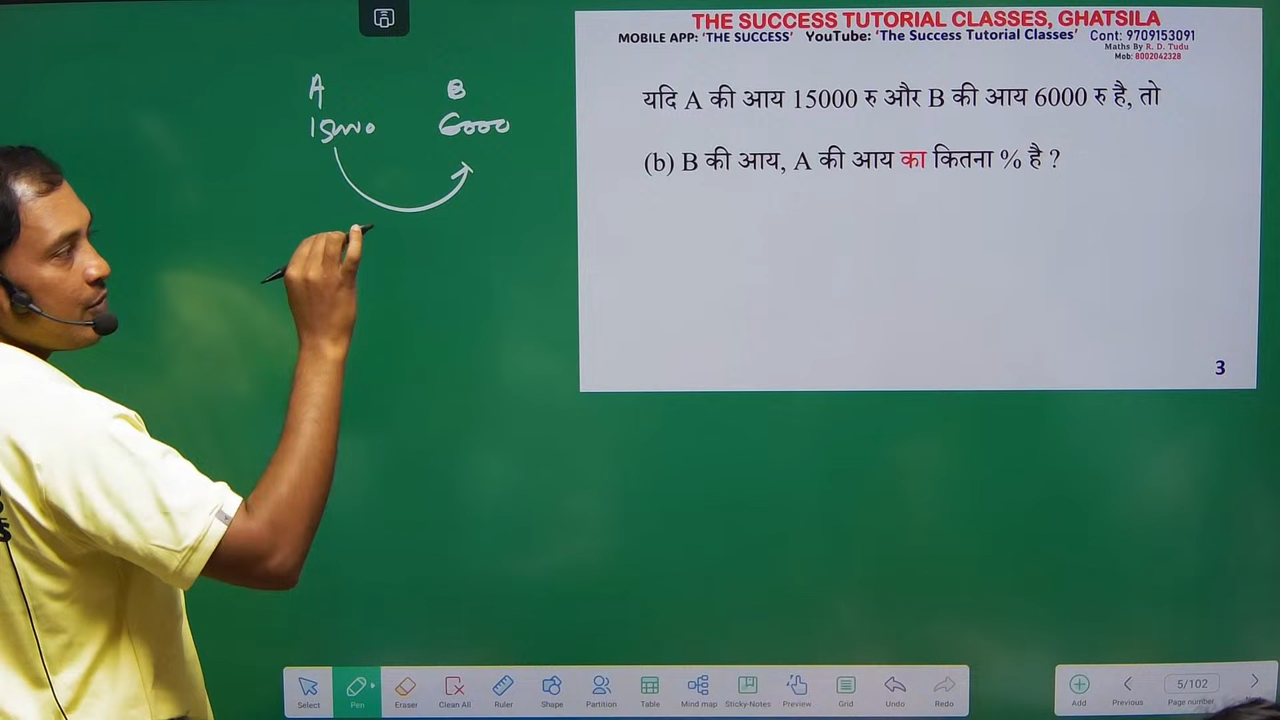 THE SUCCESS TUTORIAL CLASSES, GHATSILA
MOBILE APP: 'THE SUCCESS' YouTube: 'The Success Tutorial Classes' Cont: 9709153091
Maths By R. D. Tudu
Mob: 8002042328
यदि A की आय 15000 रु और B की आय 6000 रु है, तो
(b) B की आय, A की आय का कितना % है ?
3
A B
15000 6000
Select Pen Eraser Clean All Ruler Shape Partition Table Mind map Sticky-Notes Preview Grid Undo Redo
Add Previous 5/102 Page number